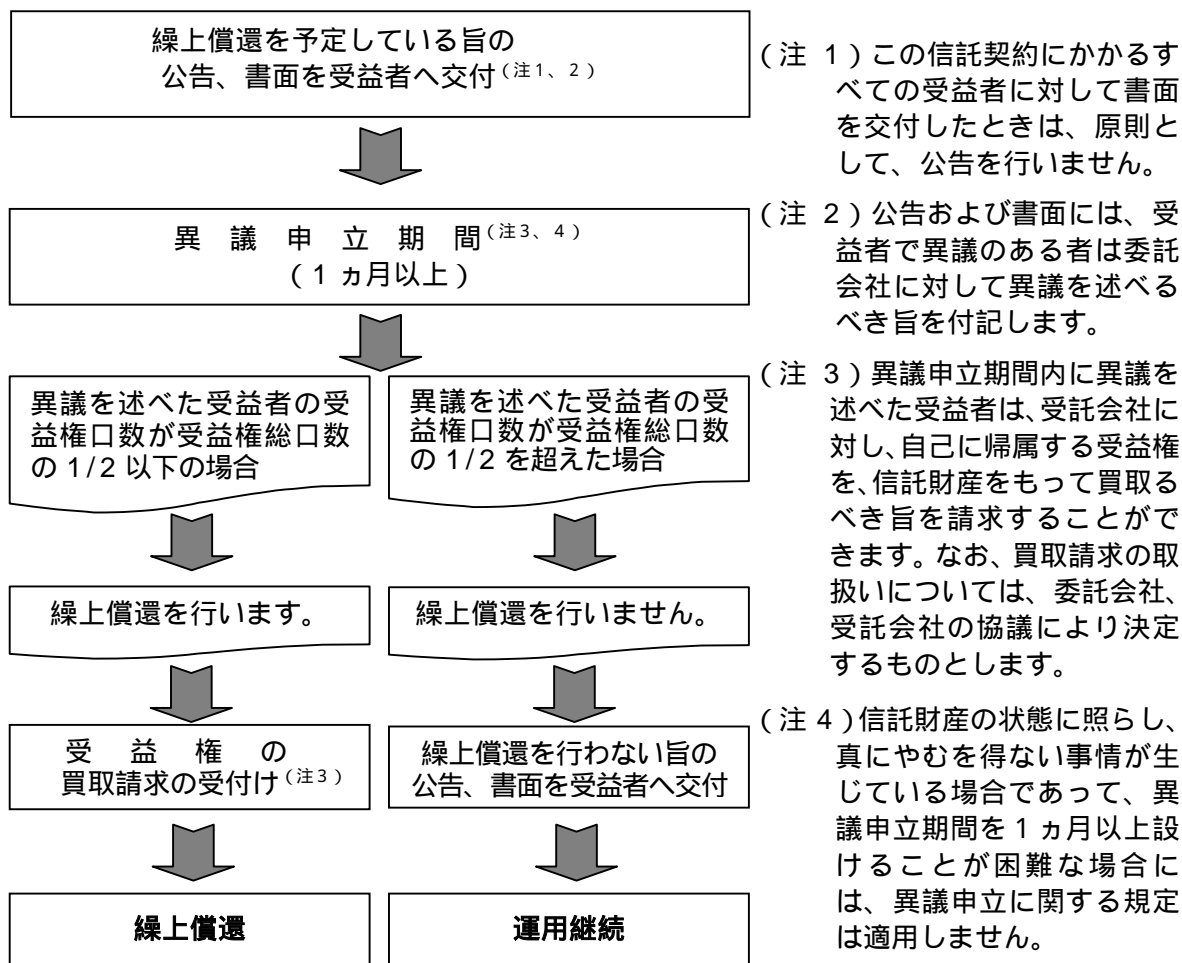 繰上償還を予定している旨の
公告、書面を受益者へ交付(注1、2)
異議申立期間(注3、4)
(1ヵ月以上)
異議を述べた受益者の受
益権口数が受益権総口数
の1/2以下の場合
異議を述べた受益者の受
益権口数が受益権総口数
の1/2を超えた場合
繰上償還を行います。
繰上償還を行いません。
受益権の
買取請求の受付け(注3)
繰上償還を行わない旨の
公告、書面を受益者へ交付
繰上償還
運用継続
(注 1)この信託契約にかかるす
べての受益者に対して書面
を交付したときは、原則と
して、公告を行いません。
(注 2)公告および書面には、受
益者で異議のある者は委託
会社に対して異議を述べる
べき旨を付記します。
(注 3)異議申立期間内に異議を
述べた受益者は、受託会社に
対し、自己に帰属する受益権
を、信託財産をもって買取る
べき旨を請求することがで
きます。なお、買取請求の取
扱いについては、委託会社、
受託会社の協議により決定
するものとします。
(注 4)信託財産の状態に照らし、
真にやむを得ない事情が生
じている場合であって、異
議申立期間を1ヵ月以上設
けることが困難な場合に
は、異議申立に関する規定
は適用しません。